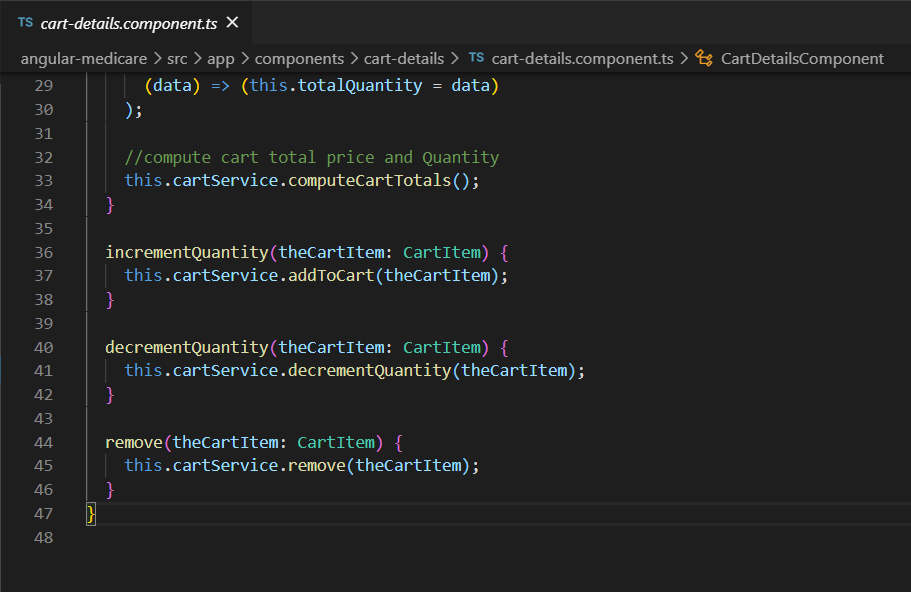 TS cart-details.component.ts ×
angular-medicare > src > app > components > cart-details > TS cart-details.component.ts > CartDetailsComponent
29 (data) => (this.totalQuantity = data)
30 );
31
32 //compute cart total price and Quantity
33 this.cartService.computeCartTotals();
34 }
35
36 incrementQuantity(theCartItem: CartItem) {
37 this.cartService.addToCart(theCartItem);
38 }
39
40 decrementQuantity(theCartItem: CartItem) {
41 this.cartService.decrementQuantity(theCartItem);
42 }
43
44 remove(theCartItem: CartItem) {
45 this.cartService.remove(theCartItem);
46 }
47 }
48